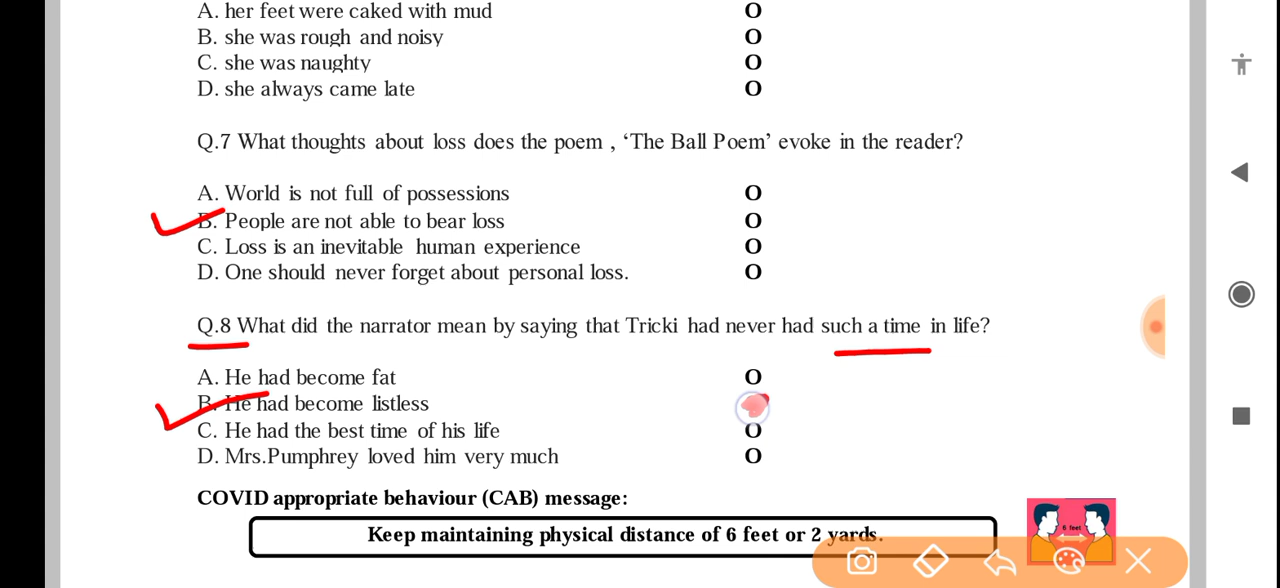 A. her feet were caked with mud O
B. she was rough and noisy O
C. she was naughty O
D. she always came late O
Q.7 What thoughts about loss does the poem , ‘The Ball Poem’ evoke in the reader?
A. World is not full of possessions O
B. People are not able to bear loss O
C. Loss is an inevitable human experience O
D. One should never forget about personal loss. O
Q.8 What did the narrator mean by saying that Tricki had never had such a time in life?
A. He had become fat O
B. He had become listless
C. He had the best time of his life O
D. Mrs.Pumphrey loved him very much O
COVID appropriate behaviour (CAB) message:
Keep maintaining physical distance of 6 feet or 2 yards.
6 feet